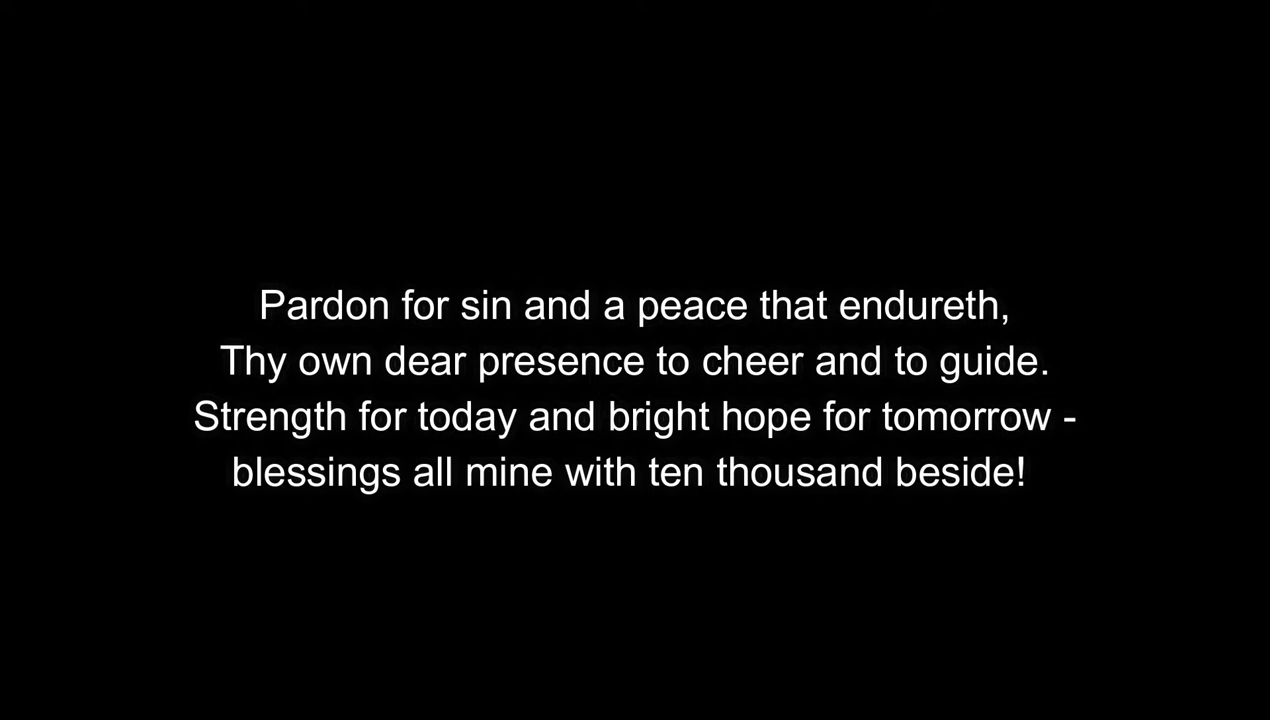 Pardon for sin and a peace that endureth,
Thy own dear presence to cheer and to guide.
Strength for today and bright hope for tomorrow -
blessings all mine with ten thousand beside!